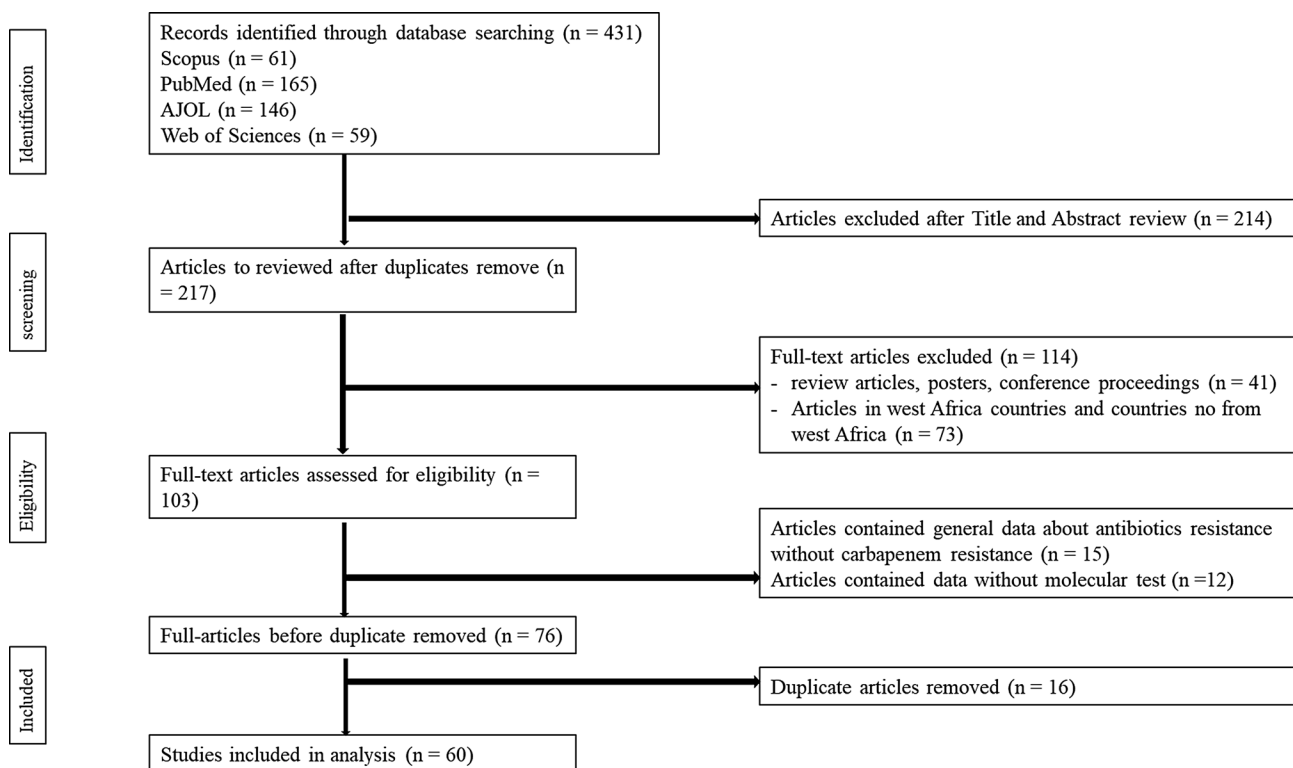 Identification
Records identified through database searching (n = 431)
Scopus (n = 61)
PubMed (n = 165)
AJOL (n = 146)
Web of Sciences (n = 59)
Articles excluded after Title and Abstract review (n = 214)
screening
Articles to reviewed after duplicates remove (n
= 217)
Full-text articles excluded (n = 114)
- review articles, posters, conference proceedings (n = 41)
- Articles in west Africa countries and countries no from
west Africa (n = 73)
Eligibility
Full-text articles assessed for eligibility (n =
103)
Articles contained general data about antibiotics resistance
without carbapenem resistance (n = 15)
Articles contained data without molecular test (n =12)
Full-articles before duplicate removed (n = 76)
Included
Duplicate articles removed (n = 16)
Studies included in analysis (n = 60)